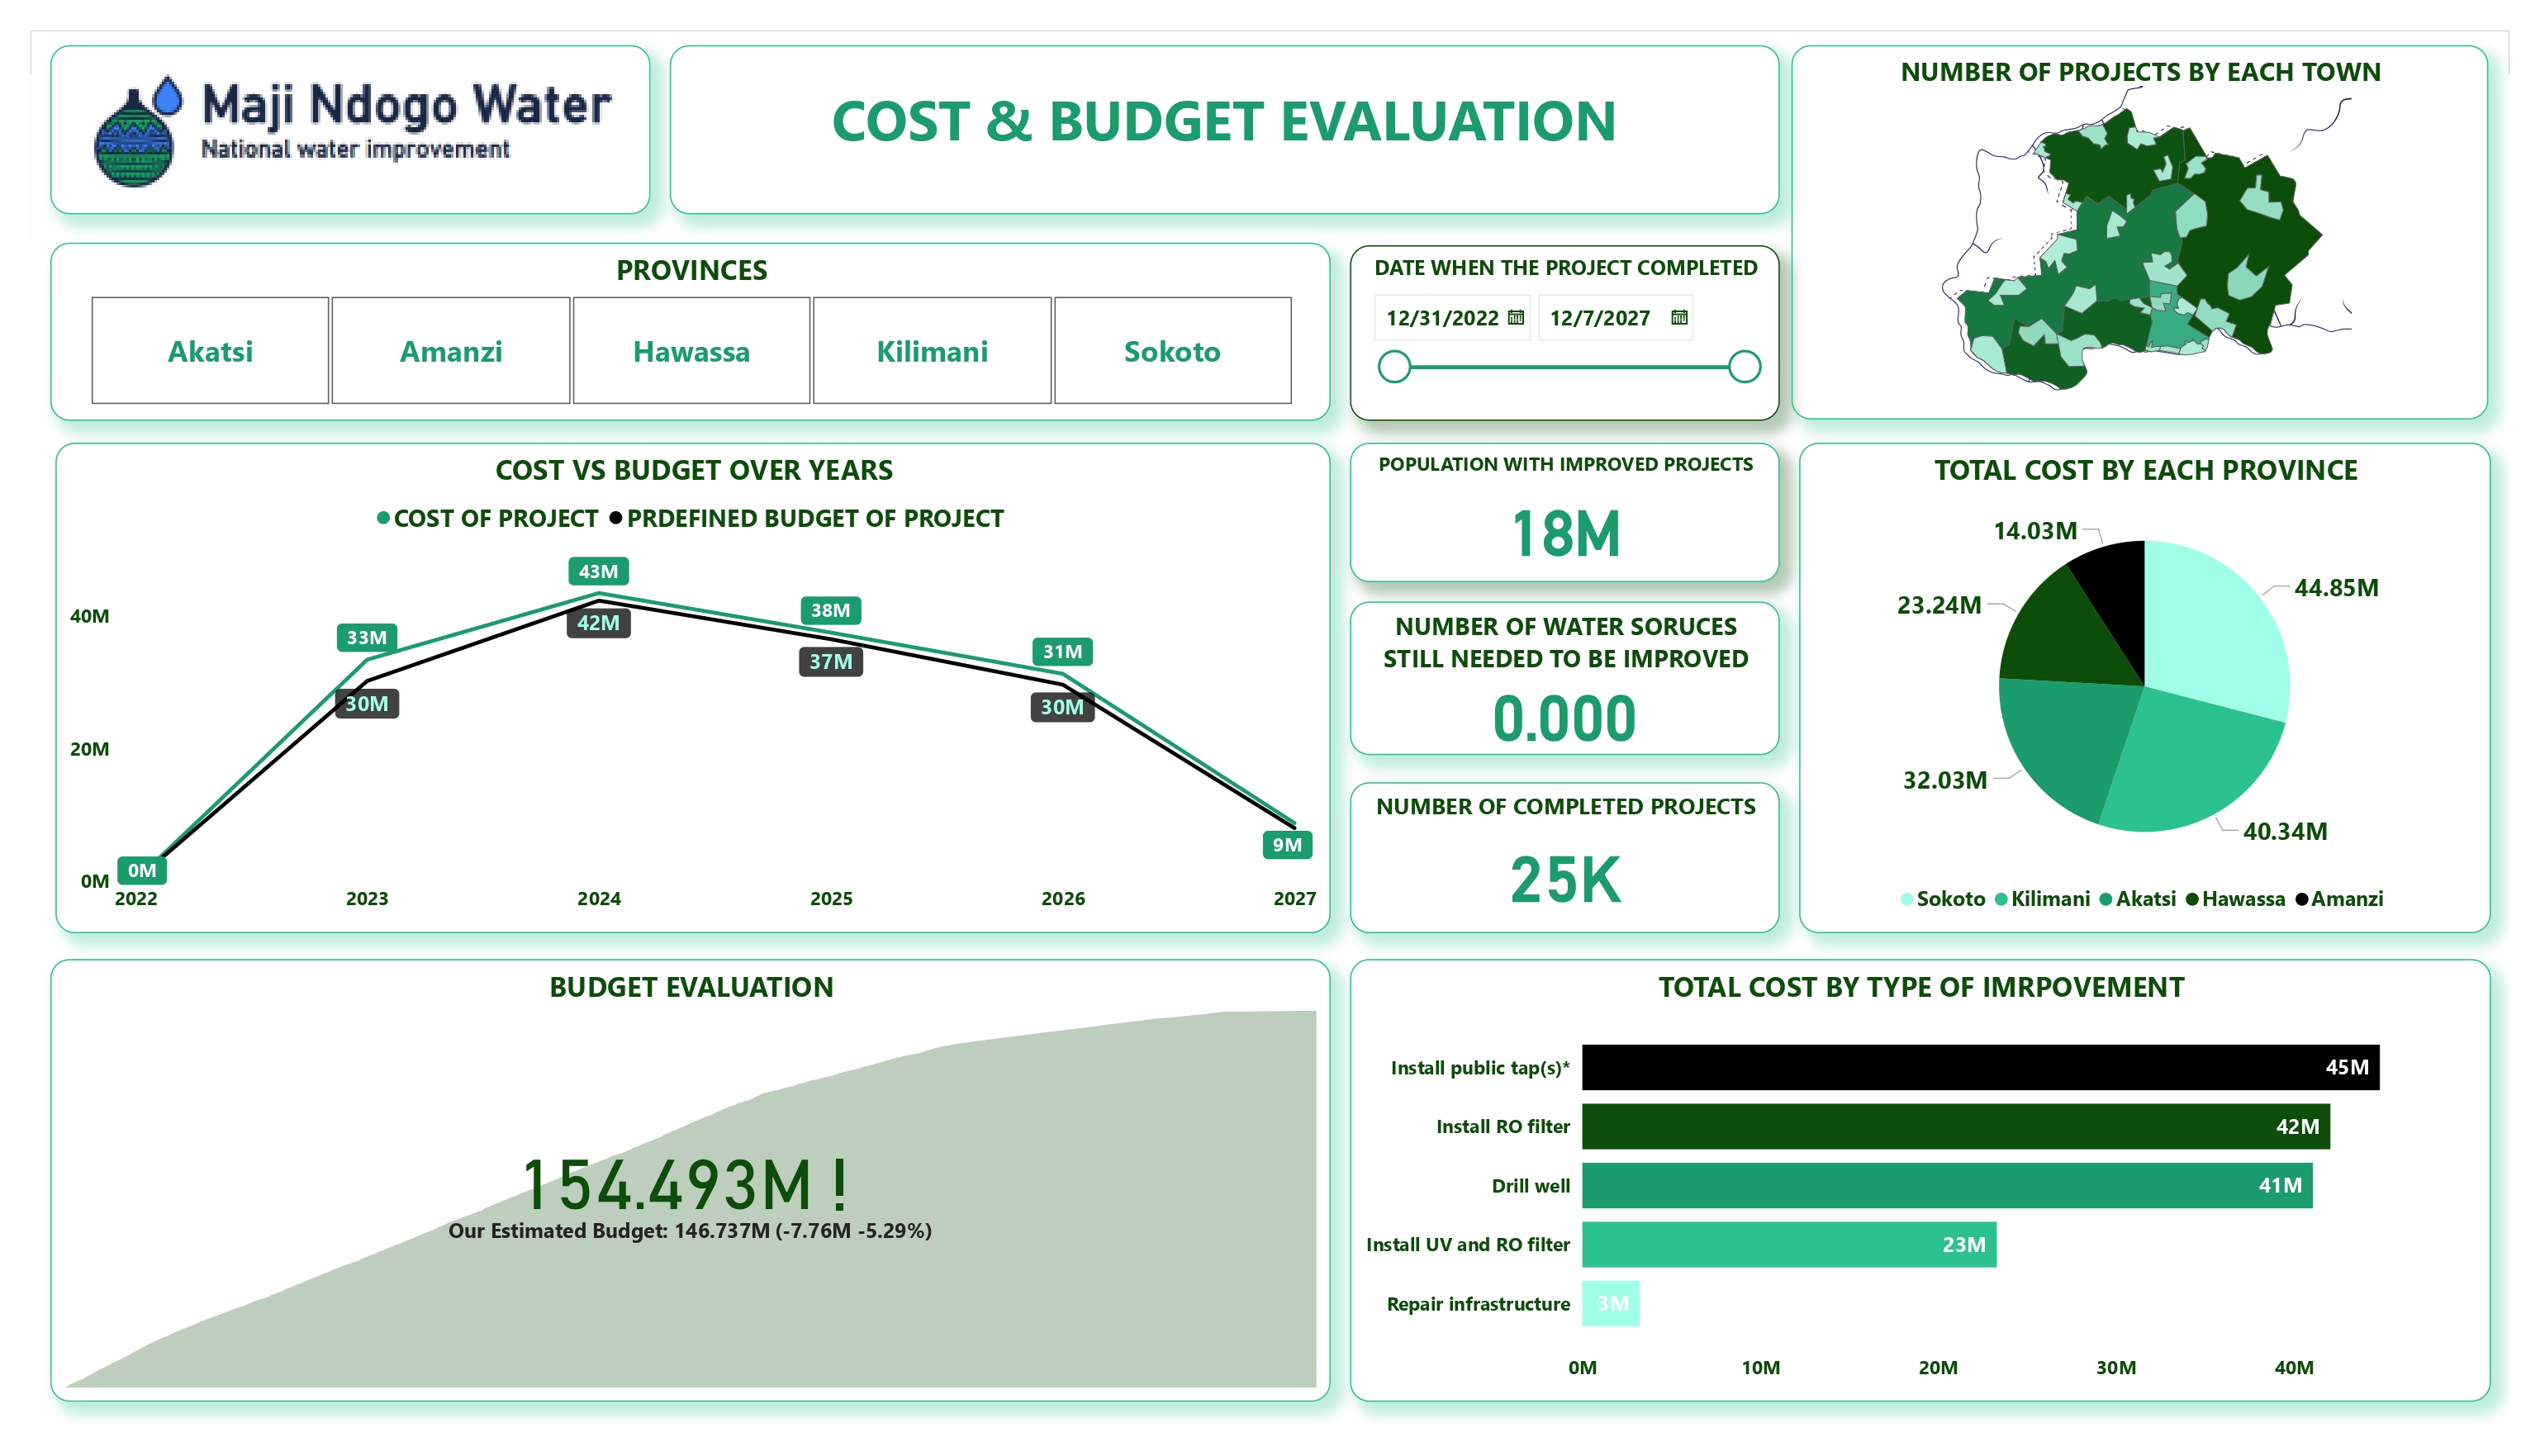 Maji Ndogo Water
National water improvement
COST & BUDGET EVALUATION
NUMBER OF PROJECTS BY EACH TOWN
PROVINCES
Akatsi
Amanzi
Hawassa
Kilimani
Sokoto
DATE WHEN THE PROJECT COMPLETED
12/31/2022
12/7/2027
COST VS BUDGET OVER YEARS
COST OF PROJECT PRDEFINED BUDGET OF PROJECT
43M
40M
42M
38M
33M
37M
31M
30M
30M
20M
9M
0M
0M
2022 2023 2024 2025 2026 2027
POPULATION WITH IMPROVED PROJECTS
18M
NUMBER OF WATER SORUCES
STILL NEEDED TO BE IMPROVED
0.000
NUMBER OF COMPLETED PROJECTS
25K
TOTAL COST BY EACH PROVINCE
14.03M
44.85M
23.24M
32.03M
40.34M
Sokoto Kilimani Akatsi Hawassa Amanzi
BUDGET EVALUATION
154.493M !
Our Estimated Budget: 146.737M (-7.76M -5.29%)
TOTAL COST BY TYPE OF IMRPOVEMENT
Install public tap(s)* 45M
Install RO filter 42M
Drill well 41M
Install UV and RO filter 23M
Repair infrastructure 3M
0M 10M 20M 30M 40M